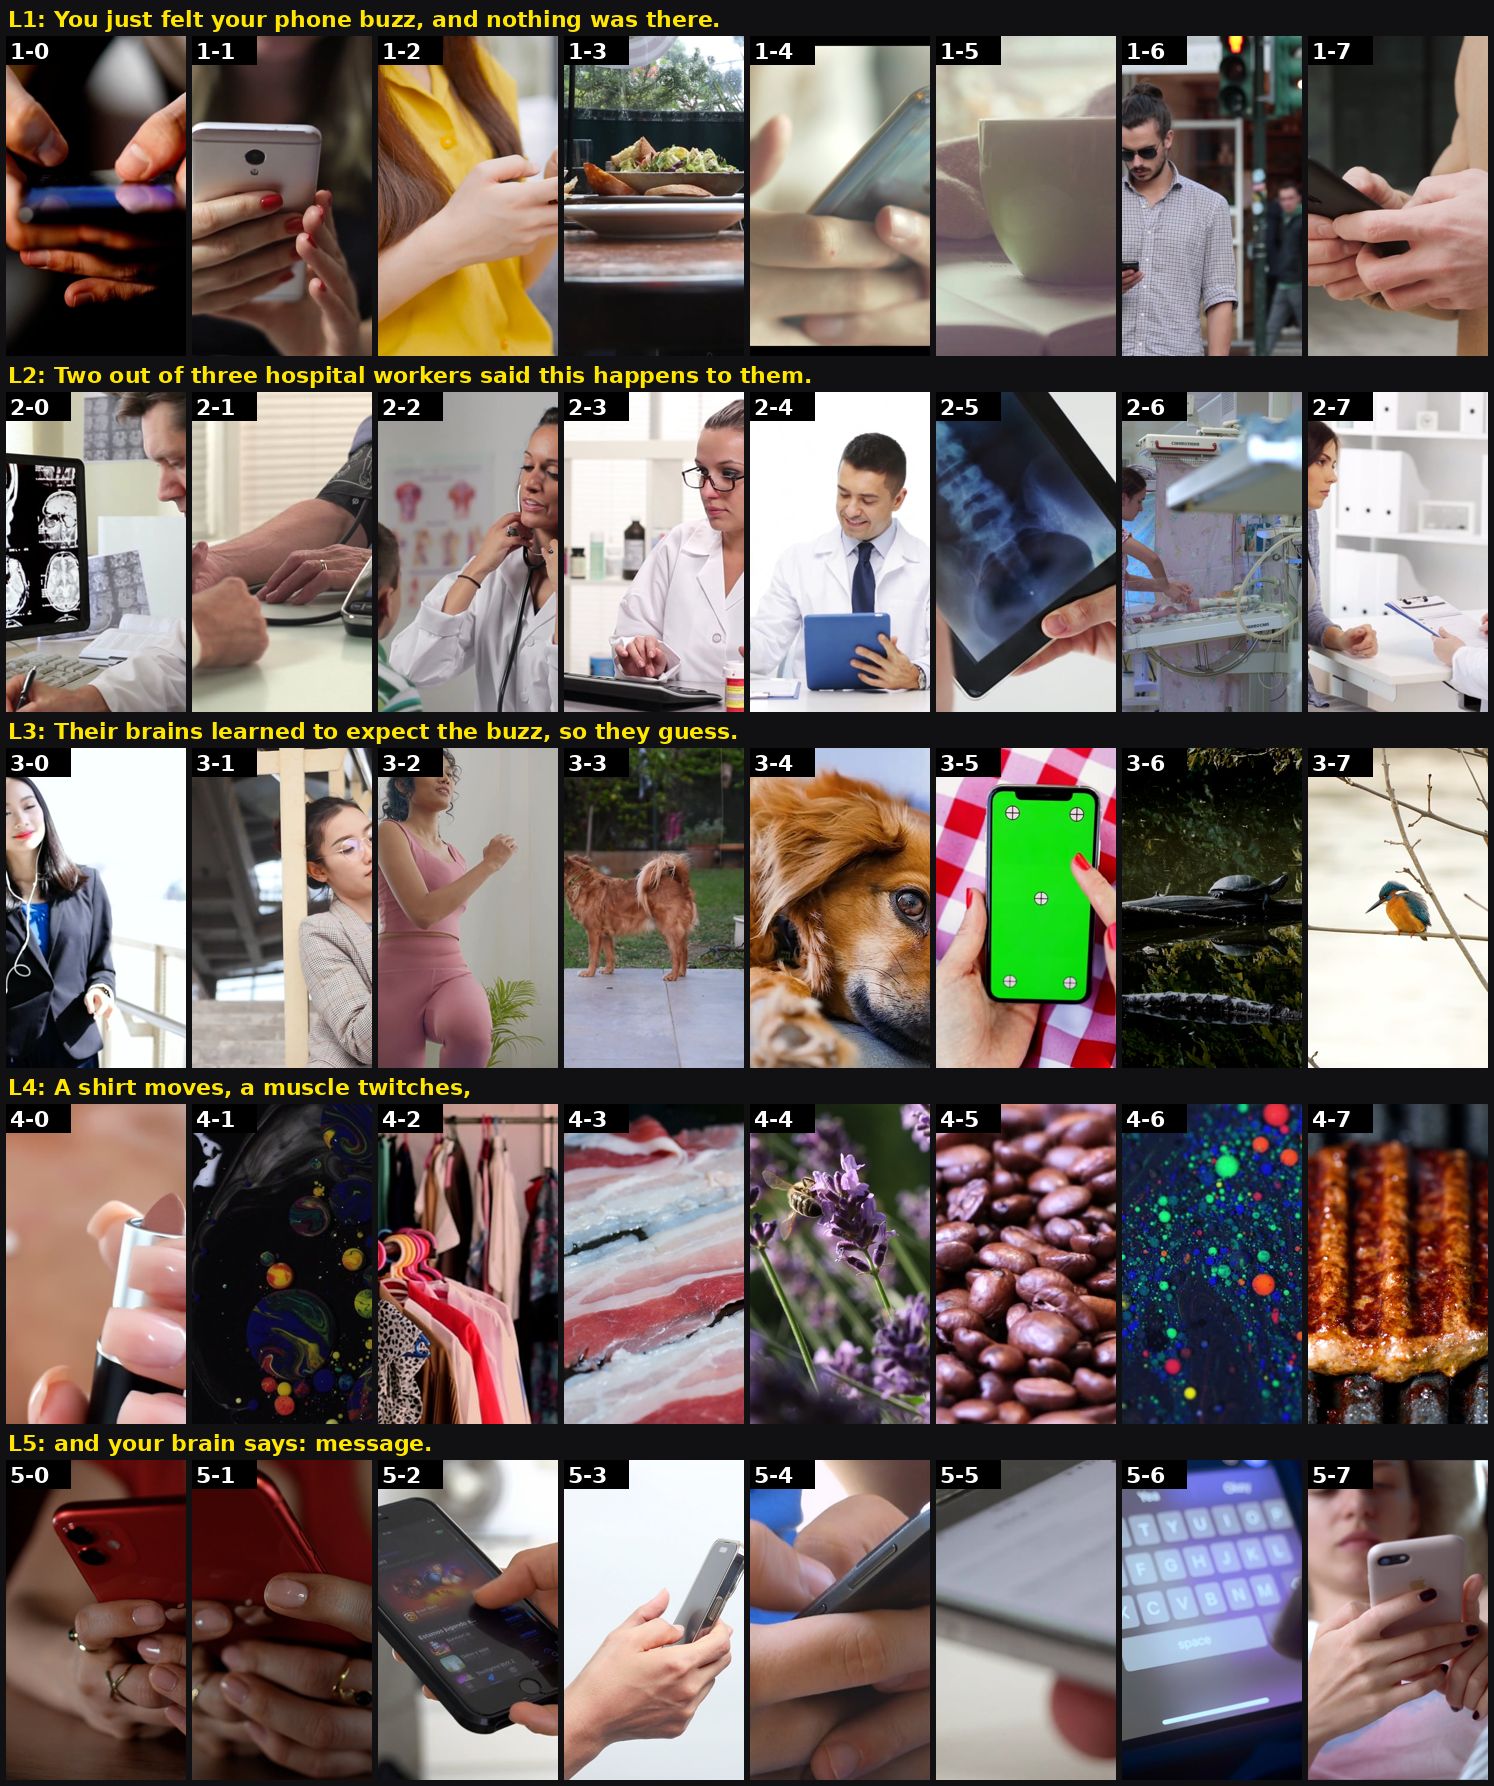 L1: You just felt your phone buzz, and nothing was there.
1-0 1-1 1-2 1-3 1-4 1-5 1-6 1-7
L2: Two out of three hospital workers said this happens to them.
2-0 2-1 2-2 2-3 2-4 2-5 2-6 2-7
L3: Their brains learned to expect the buzz, so they guess.
3-0 3-1 3-2 3-3 3-4 3-5 3-6 3-7
L4: A shirt moves, a muscle twitches,
4-0 4-1 4-2 4-3 4-4 4-5 4-6 4-7
L5: and your brain says: message.
5-0 5-1 5-2 5-3 5-4 5-5 5-6 5-7
T Y U I O P
F G H J K L
X C V B N M
space